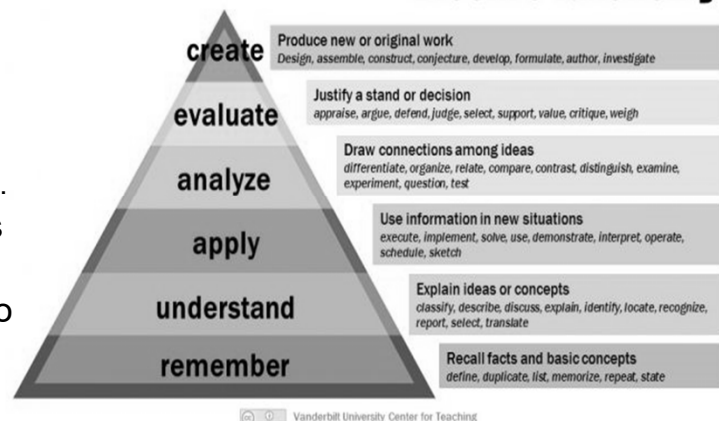 create
Produce new or original work
Design, assemble, construct, conjecture, develop, formulate, author, investigate
evaluate
Justify a stand or decision
appraise, argue, defend, judge, select, support, value, critique, weigh
analyze
Draw connections among ideas
differentiate, organize, relate, compare, contrast, distinguish, examine,
experiment, question, test
apply
Use information in new situations
execute, implement, solve, use, demonstrate, interpret, operate,
schedule, sketch
understand
Explain ideas or concepts
classify, describe, discuss, explain, identify, locate, recognize,
report, select, translate
remember
Recall facts and basic concepts
define, duplicate, list, memorize, repeat, state
Vanderbilt University Center for Teaching